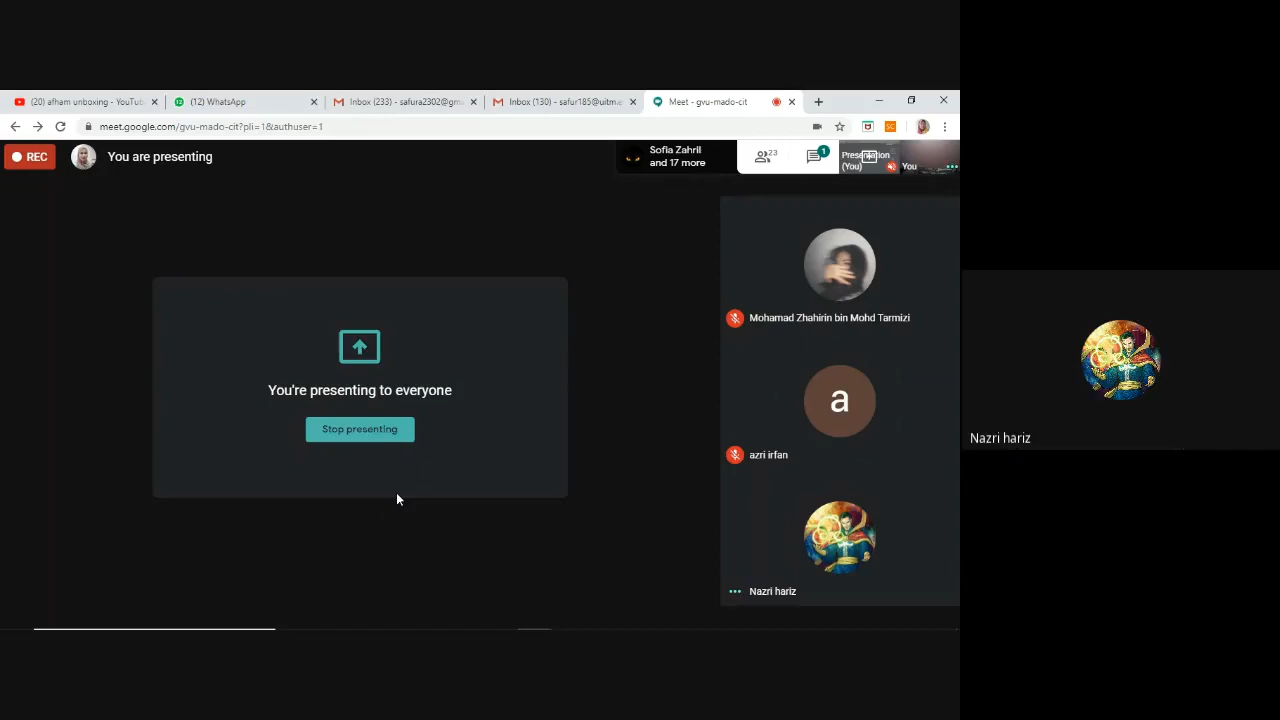 (20) afham unboxing - YouTub
(12) WhatsApp
Inbox (233) - safura2302@gm
Inbox (130) - safur185@uitm.e
Meet - gvu-mado-cit
meet.google.com/gvu-mado-cit?pli=1&authuser=1
REC
You are presenting
Sofia Zahril
and 17 more
23
1
Presentation
(You)
You
You're presenting to everyone
Stop presenting
Mohamad Zhahirin bin Mohd Tarmizi
a
azri irfan
Nazri hariz
Nazri hariz